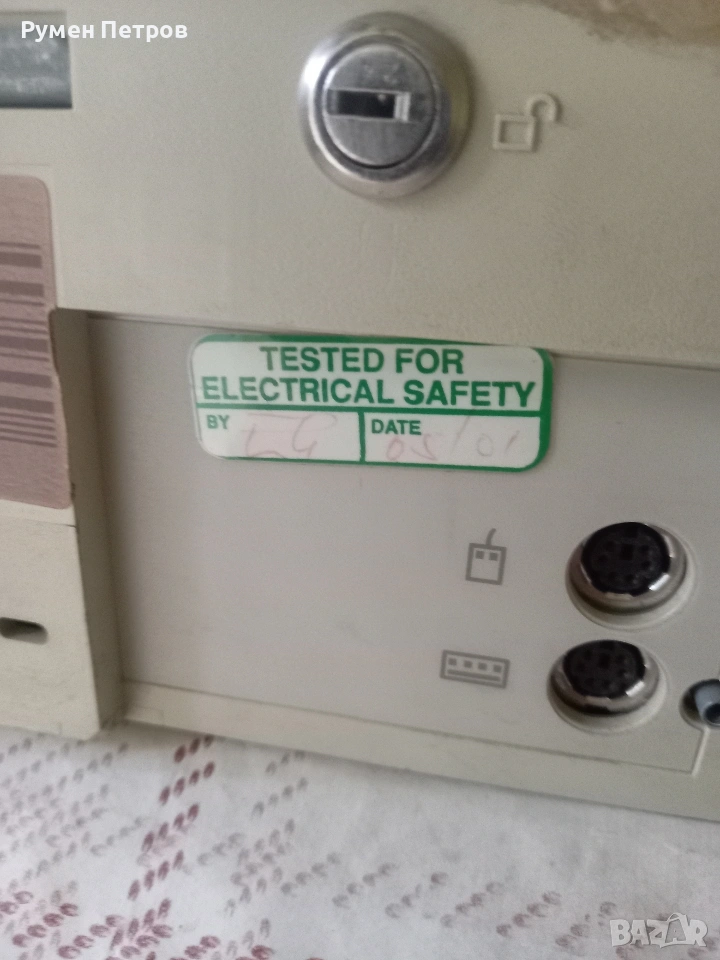 Румен Петров
TESTED FOR
ELECTRICAL SAFETY
BY
DATE 05/01
BAZAR